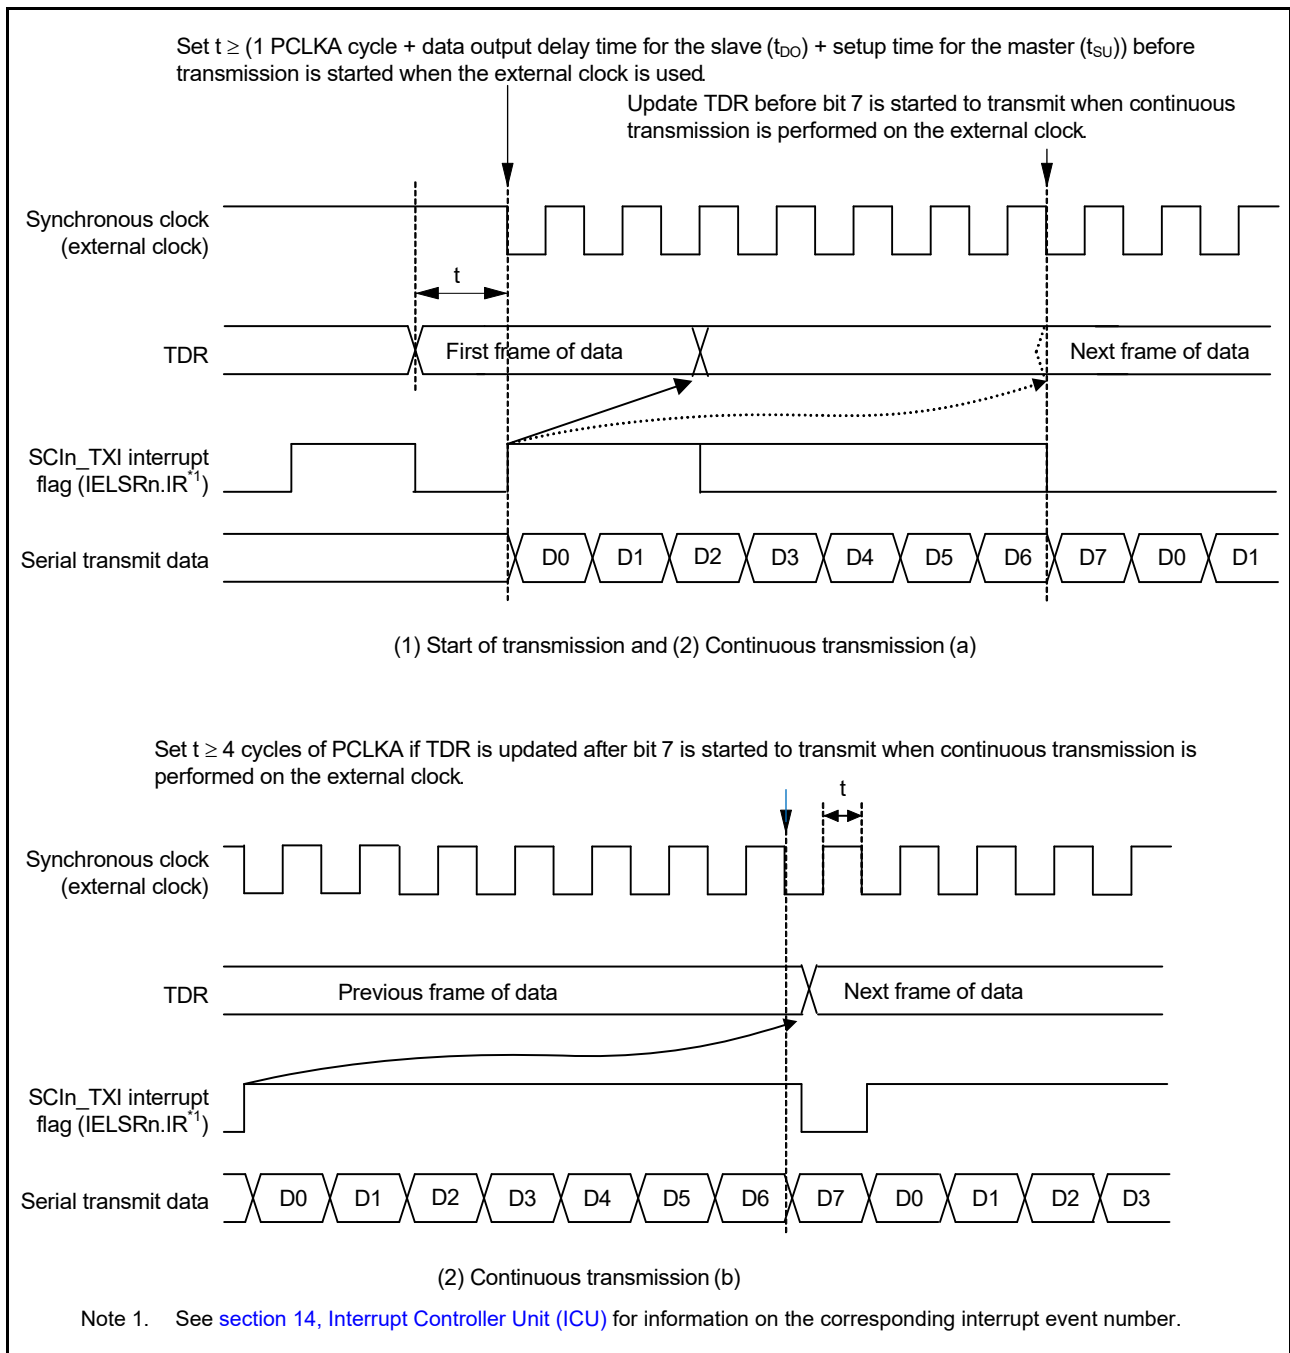 Set t ≥ (1 PCLKA cycle + data output delay time for the slave (tDO) + setup time for the master (tSU)) before
transmission is started when the external clock is used.
Update TDR before bit 7 is started to transmit when continuous
transmission is performed on the external clock.
Synchronous clock
(external clock)
t
TDR
First frame of data
Next frame of data
SCIn_TXI interrupt
flag (IELSRn.IR*1)
Serial transmit data
D0 D1 D2 D3 D4 D5 D6 D7 D0 D1
(1) Start of transmission and (2) Continuous transmission (a)
Set t ≥ 4 cycles of PCLKA if TDR is updated after bit 7 is started to transmit when continuous transmission is
performed on the external clock.
t
Synchronous clock
(external clock)
TDR
Previous frame of data
Next frame of data
SCIn_TXI interrupt
flag (IELSRn.IR*1)
Serial transmit data
D0 D1 D2 D3 D4 D5 D6 D7 D0 D1 D2 D3
(2) Continuous transmission (b)
Note 1. See section 14, Interrupt Controller Unit (ICU) for information on the corresponding interrupt event number.